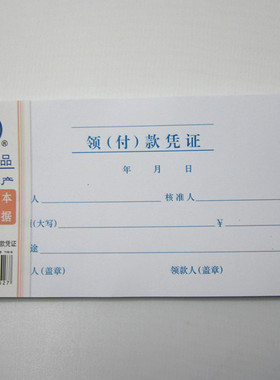 ®
品
产
本
据
款凭证
领(付)款凭证
年 月 日
人 核准人
(大写) ￥
途
人(盖章) 领款人(盖章)